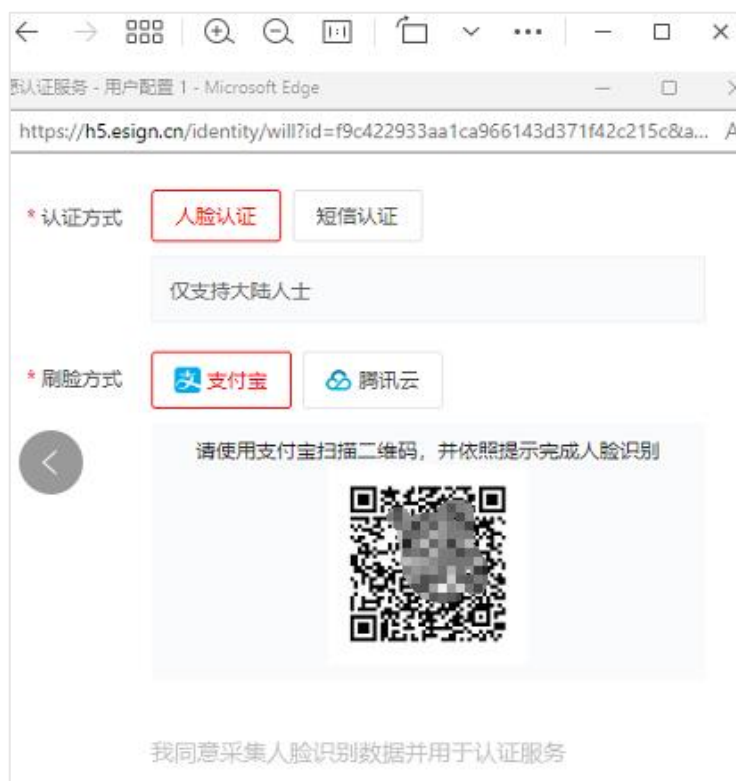 愿认证服务 - 用户配置 1 - Microsoft Edge
https://h5.esign.cn/identity/will?id=f9c422933aa1ca966143d371f42c215c&a...
* 认证方式 人脸认证 短信认证
仅支持大陆人士
* 刷脸方式 支 支付宝 腾讯云
请使用支付宝扫描二维码，并依照提示完成人脸识别
我同意采集人脸识别数据并用于认证服务